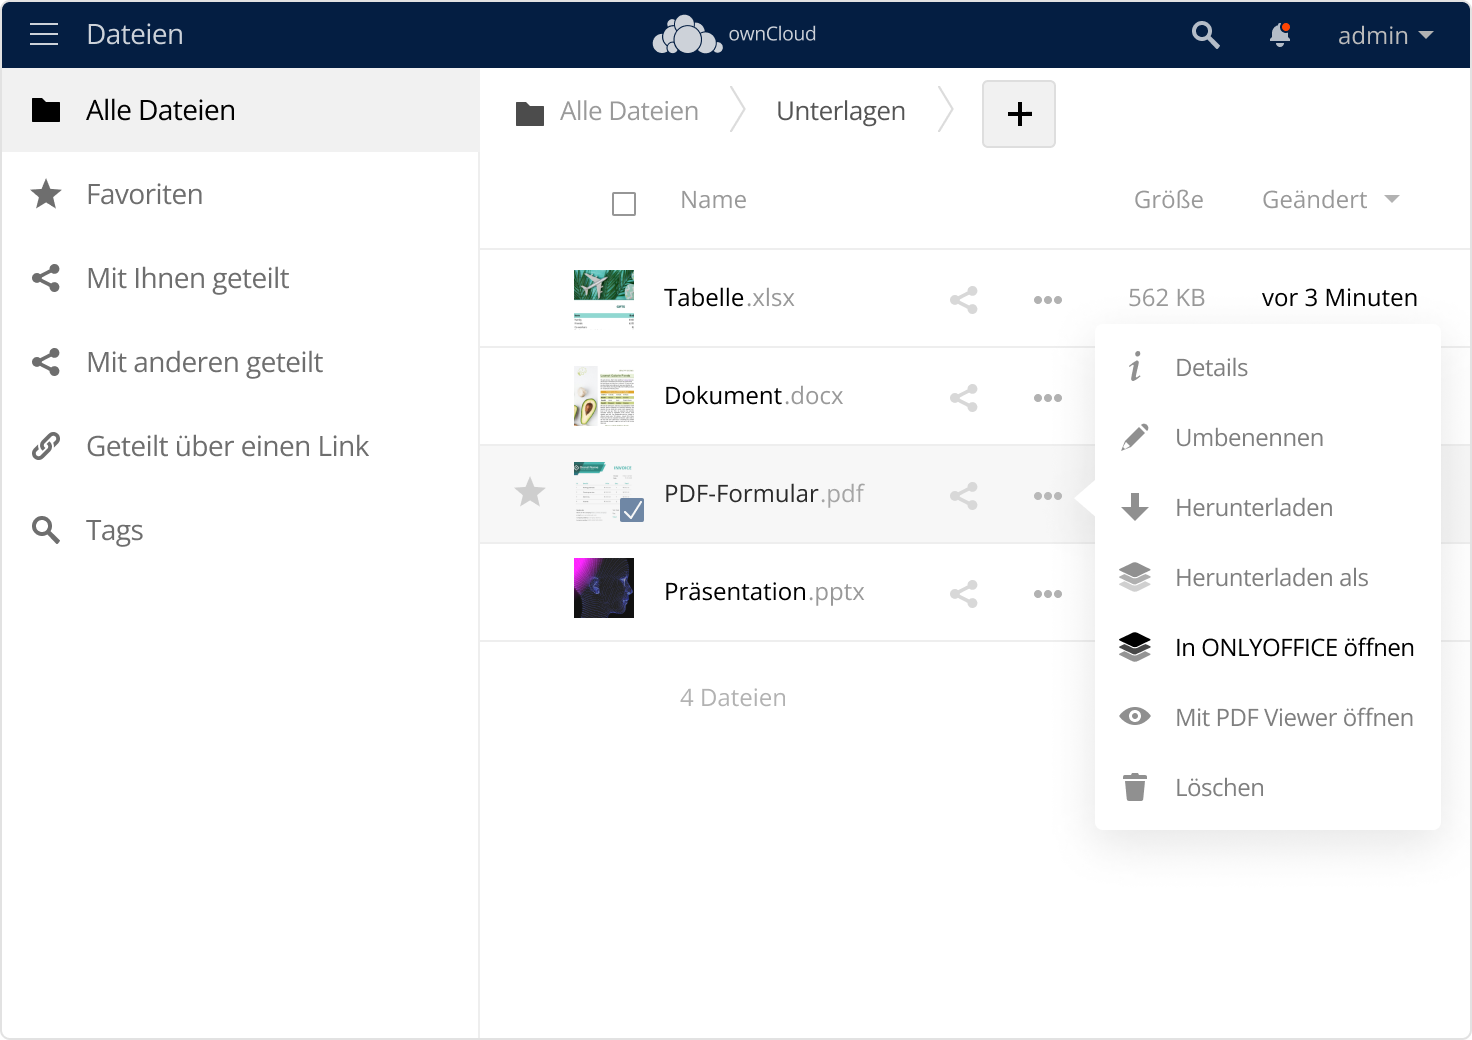 Dateien
ownCloud
admin
Alle Dateien
Favoriten
Mit Ihnen geteilt
Mit anderen geteilt
Geteilt über einen Link
Tags
Alle Dateien
Unterlagen
+
Name
Größe
Geändert
Tabelle.xlsx
562 KB
vor 3 Minuten
Dokument.docx
PDF-Formular.pdf
Präsentation.pptx
4 Dateien
Details
Umbenennen
Herunterladen
Herunterladen als
In ONLYOFFICE öffnen
Mit PDF Viewer öffnen
Löschen